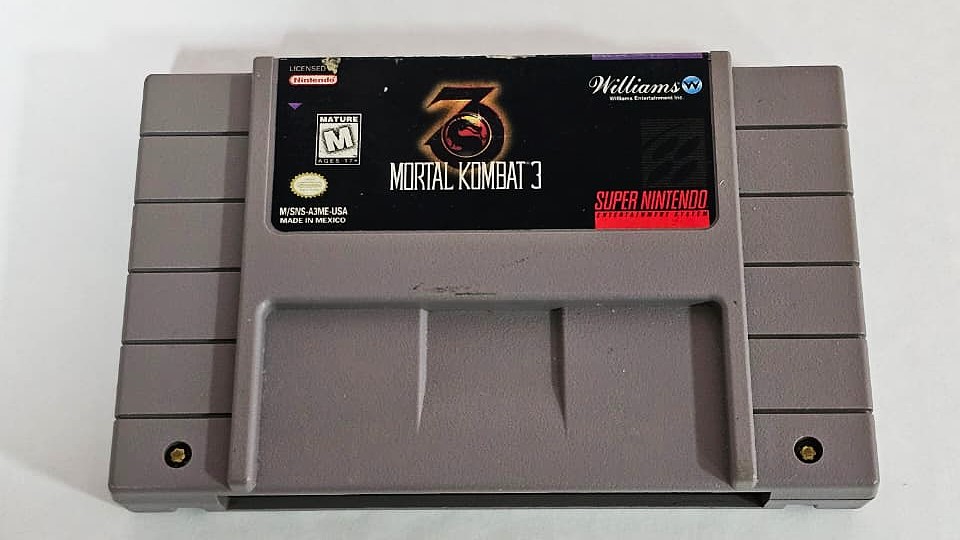 LICENSED
Nintendo
Williams W
Williams Entertainment Inc.
3
MATURE
M
AGES 17+
MORTAL KOMBAT 3
M/SNS-A3ME-USA
MADE IN MEXICO
SUPER NINTENDO
ENTERTAINMENT SYSTEM